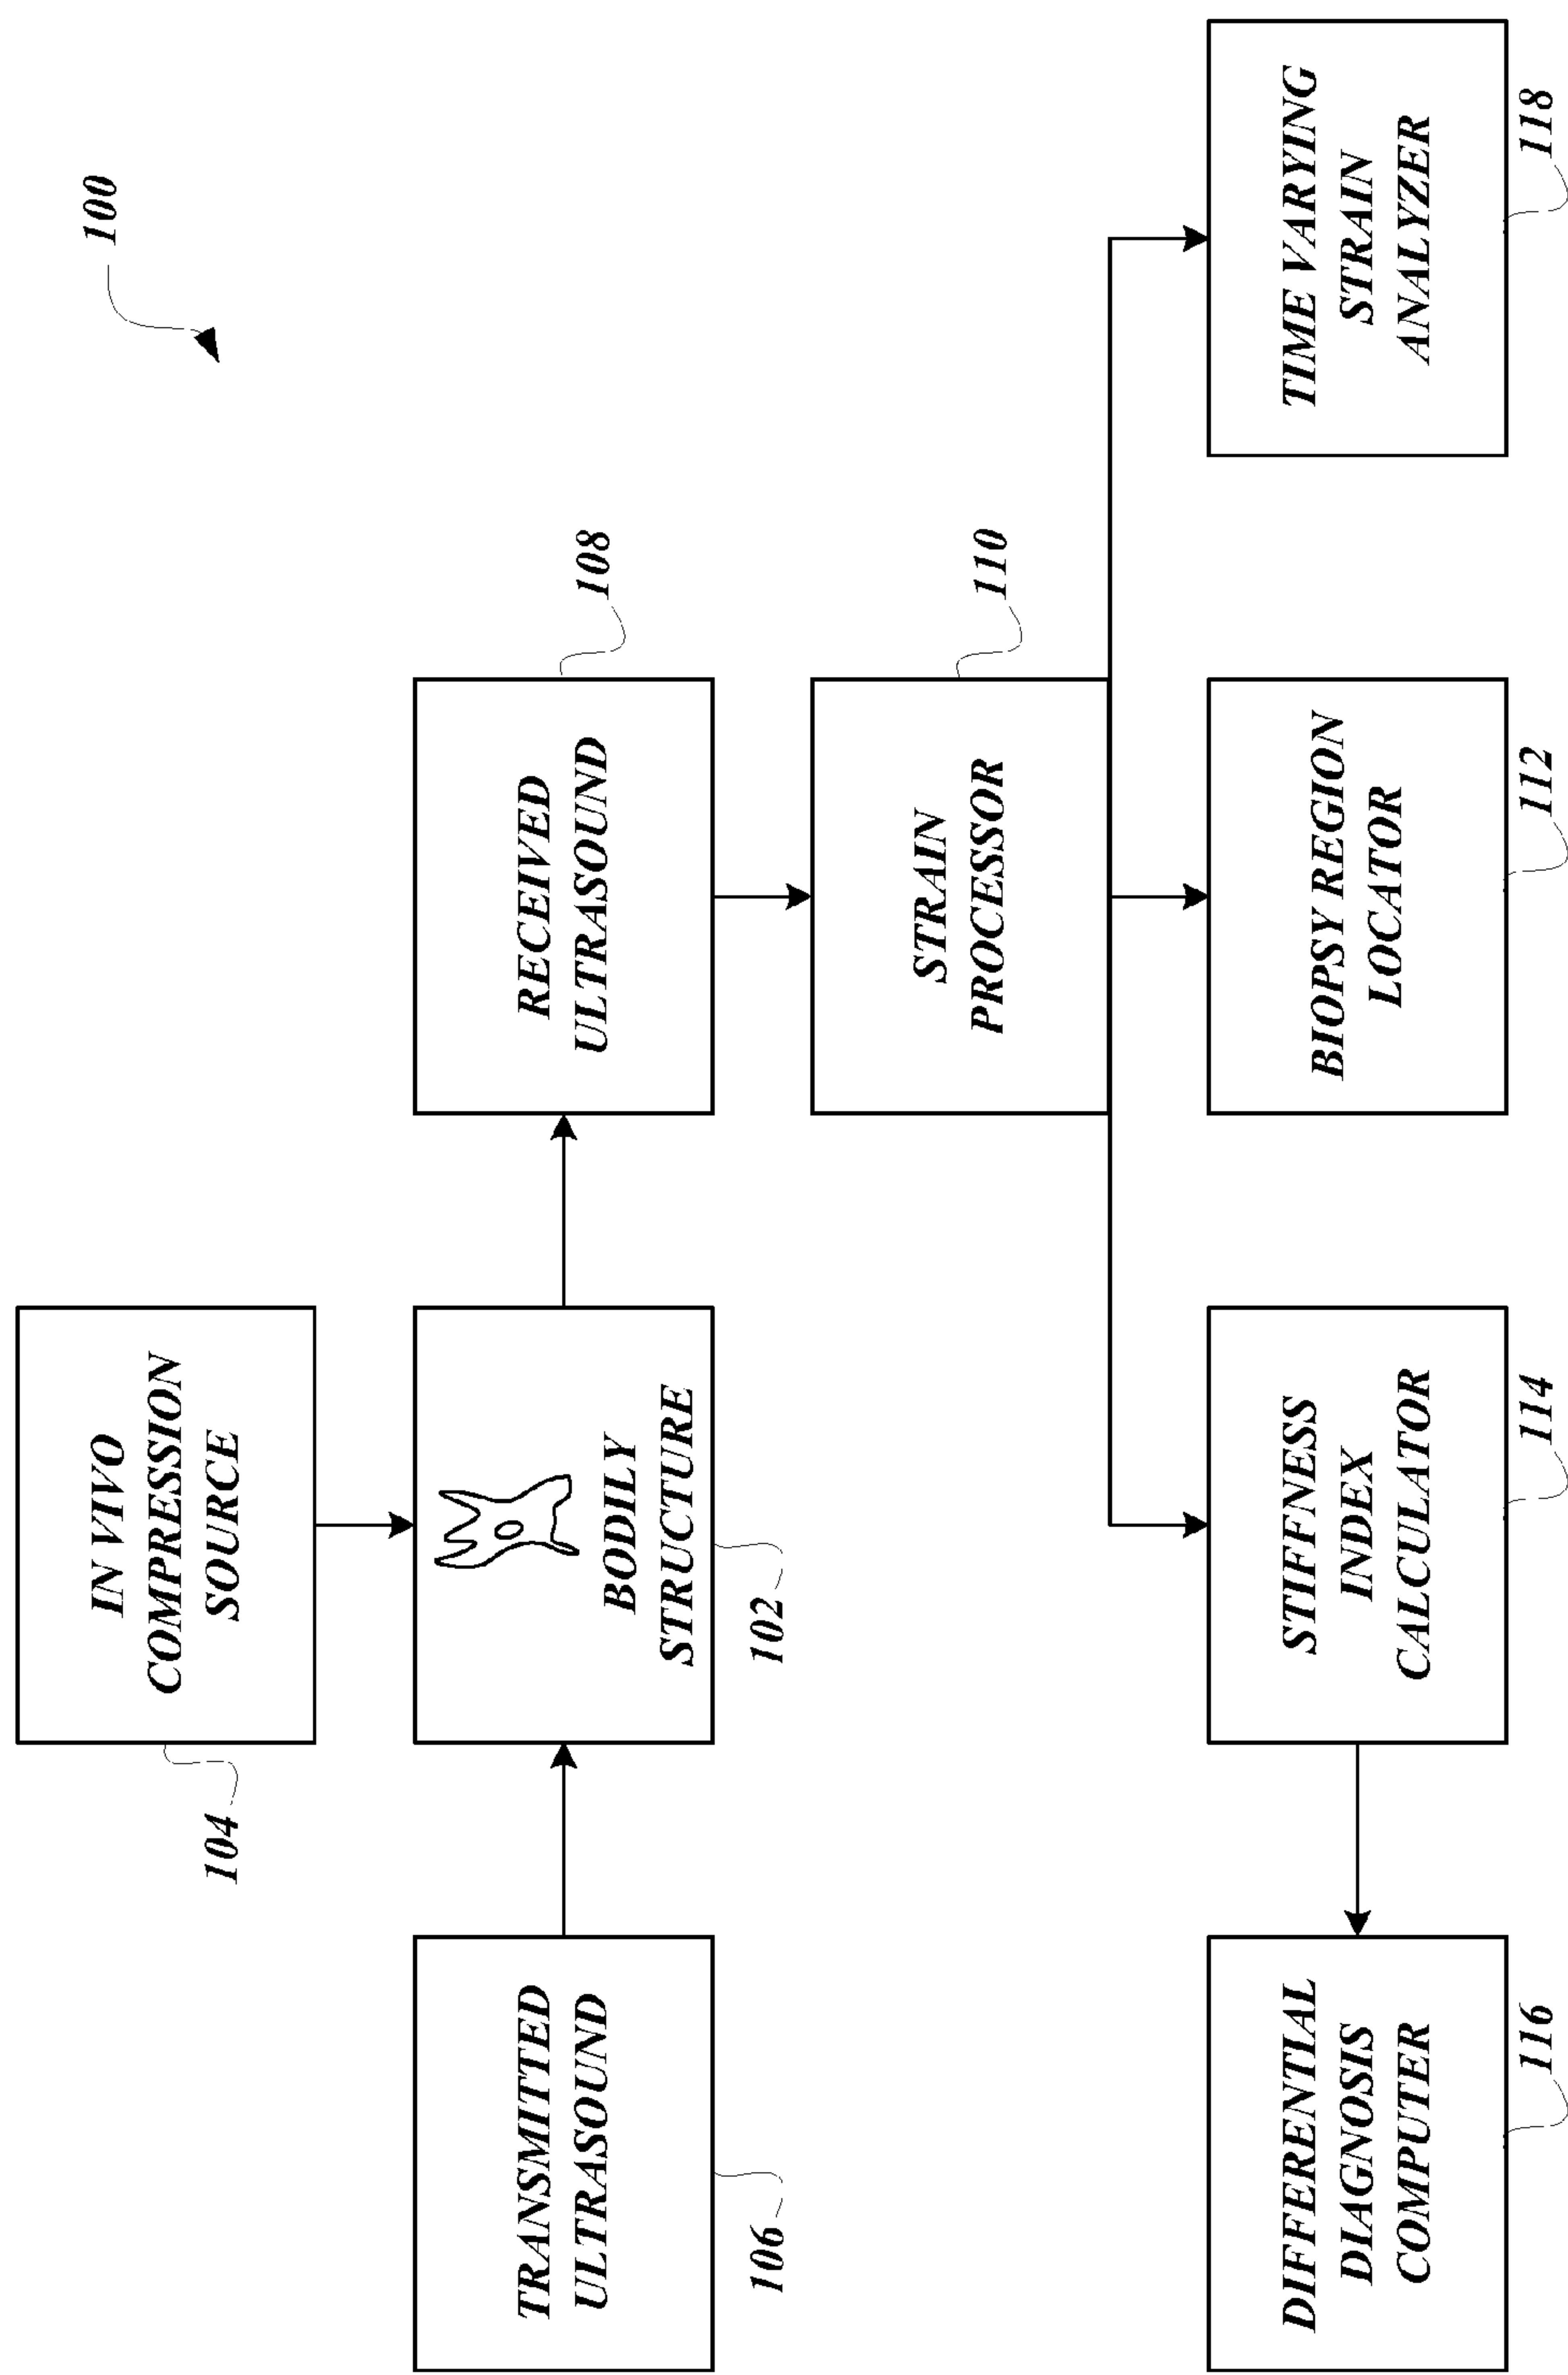 100
IN VIVO
COMPRESSION
SOURCE
104
TRANSMITTED
ULTRASOUND
106
BODILY
STRUCTURE
102
RECEIVED
ULTRASOUND
108
STRAIN
PROCESSOR
110
DIFFERENTIAL
DIAGNOSIS
COMPUTER
116
STIFFNESS
INDEX
CALCULATOR
114
BIOPSY REGION
LOCATOR
112
TIME VARYING
STRAIN
ANALYZER
118